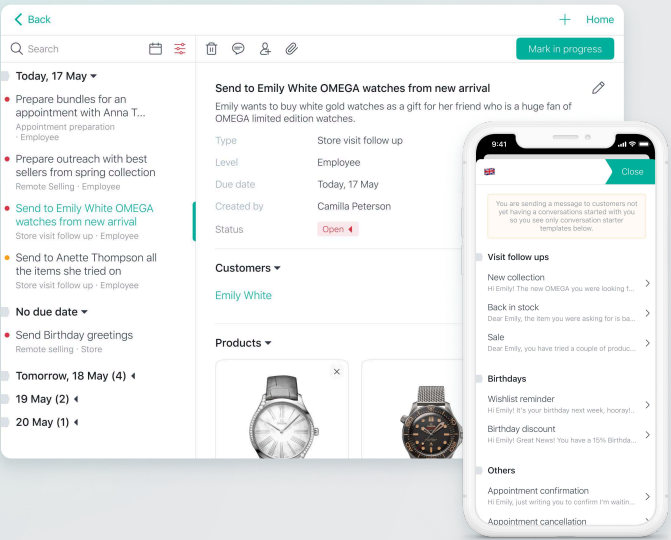 Back
Home
Search
Mark in progress
Today, 17 May
Prepare bundles for an
appointment with Anna T...
Appointment preparation
· Employee
Prepare outreach with best
sellers from spring collection
Remote Selling · Employee
Send to Emily White OMEGA
watches from new arrival
Store visit follow up · Employee
Send to Anette Thompson all
the items she tried on
Store visit follow up · Employee
No due date
Send Birthday greetings
Remote selling · Store
Tomorrow, 18 May (4)
19 May (2)
20 May (1)
Send to Emily White OMEGA watches from new arrival
Emily wants to buy white gold watches as a gift for her friend who is a huge fan of
OMEGA limited edition watches.
Type Store visit follow up
Level Employee
Due date Today, 17 May
Created by Camilla Peterson
Status Open
Customers
Emily White
Products
9:41
Close
You are sending a message to customers not
yet having a conversations started with you
so you see only conversation starter
templates below.
Visit follow ups
New collection
Hi Emily! The new OMEGA you were looking f...
Back in stock
Dear Emily, the item you were asking for is ba...
Sale
Dear Emily, you have tried a couple of produc...
Birthdays
Wishlist reminder
Hi Emily! It's your birthday next week, hooray!..
Birthday discount
Hi Emily! Great News! You have a 15% Birthda...
Others
Appointment confirmation
Hi Emily, just writing you to confirm I'm waitin...
Appointment cancellation